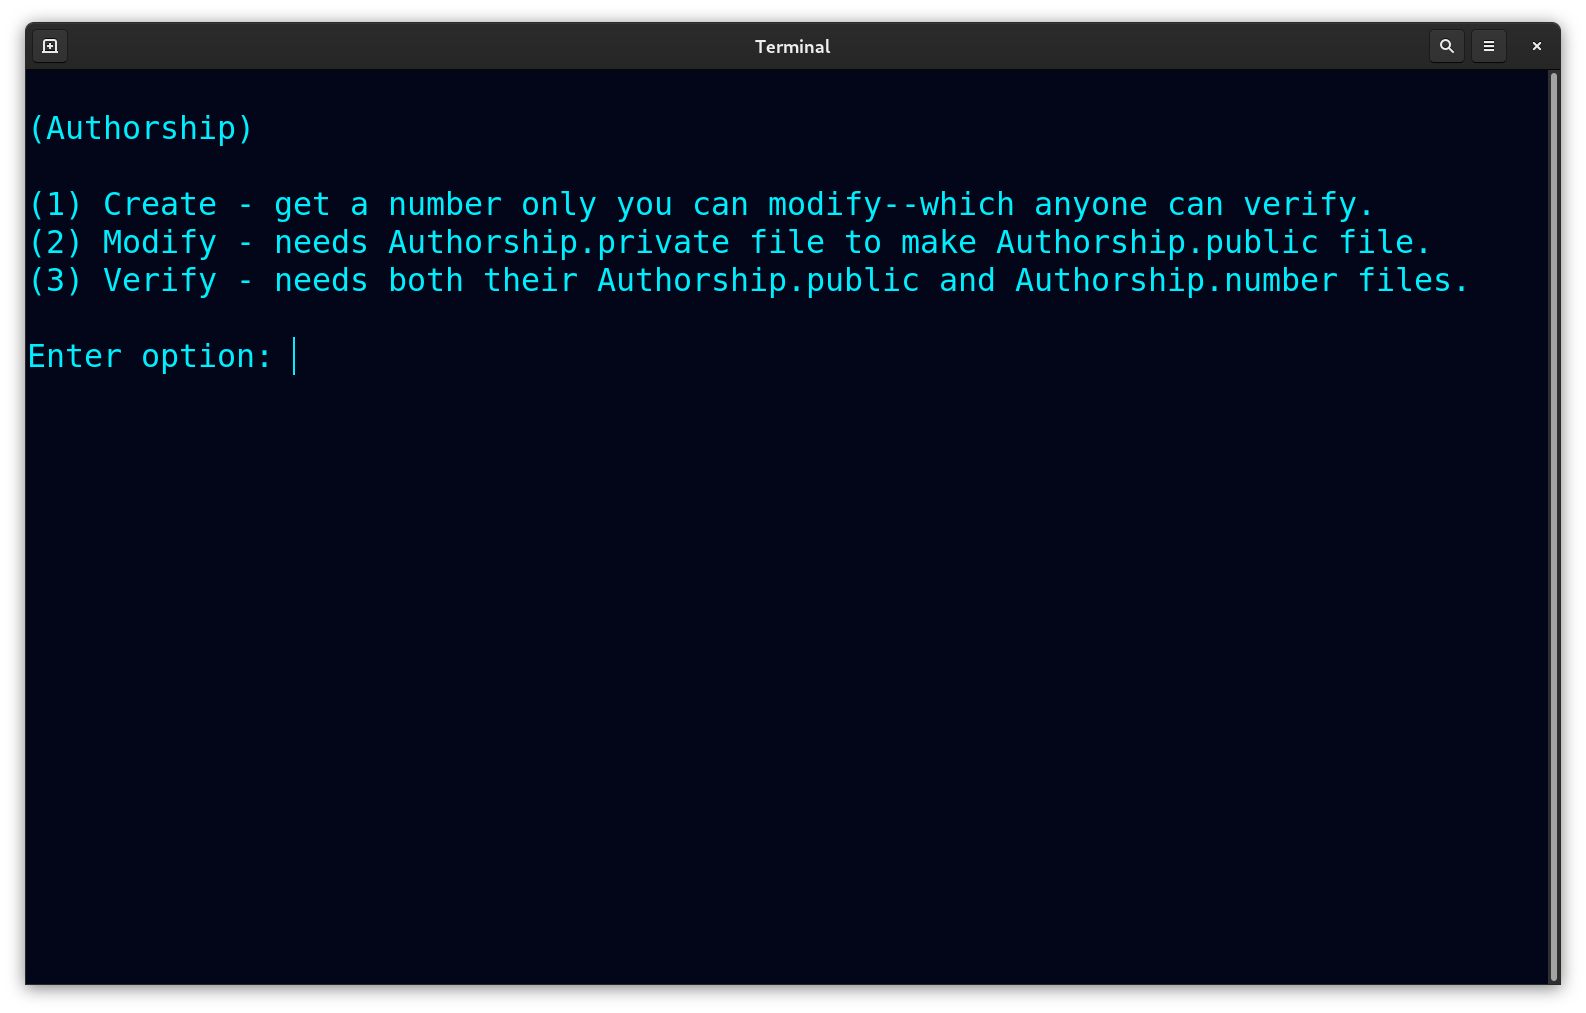 Terminal
(Authorship)
(1) Create - get a number only you can modify--which anyone can verify.
(2) Modify - needs Authorship.private file to make Authorship.public file.
(3) Verify - needs both their Authorship.public and Authorship.number files.
Enter option: